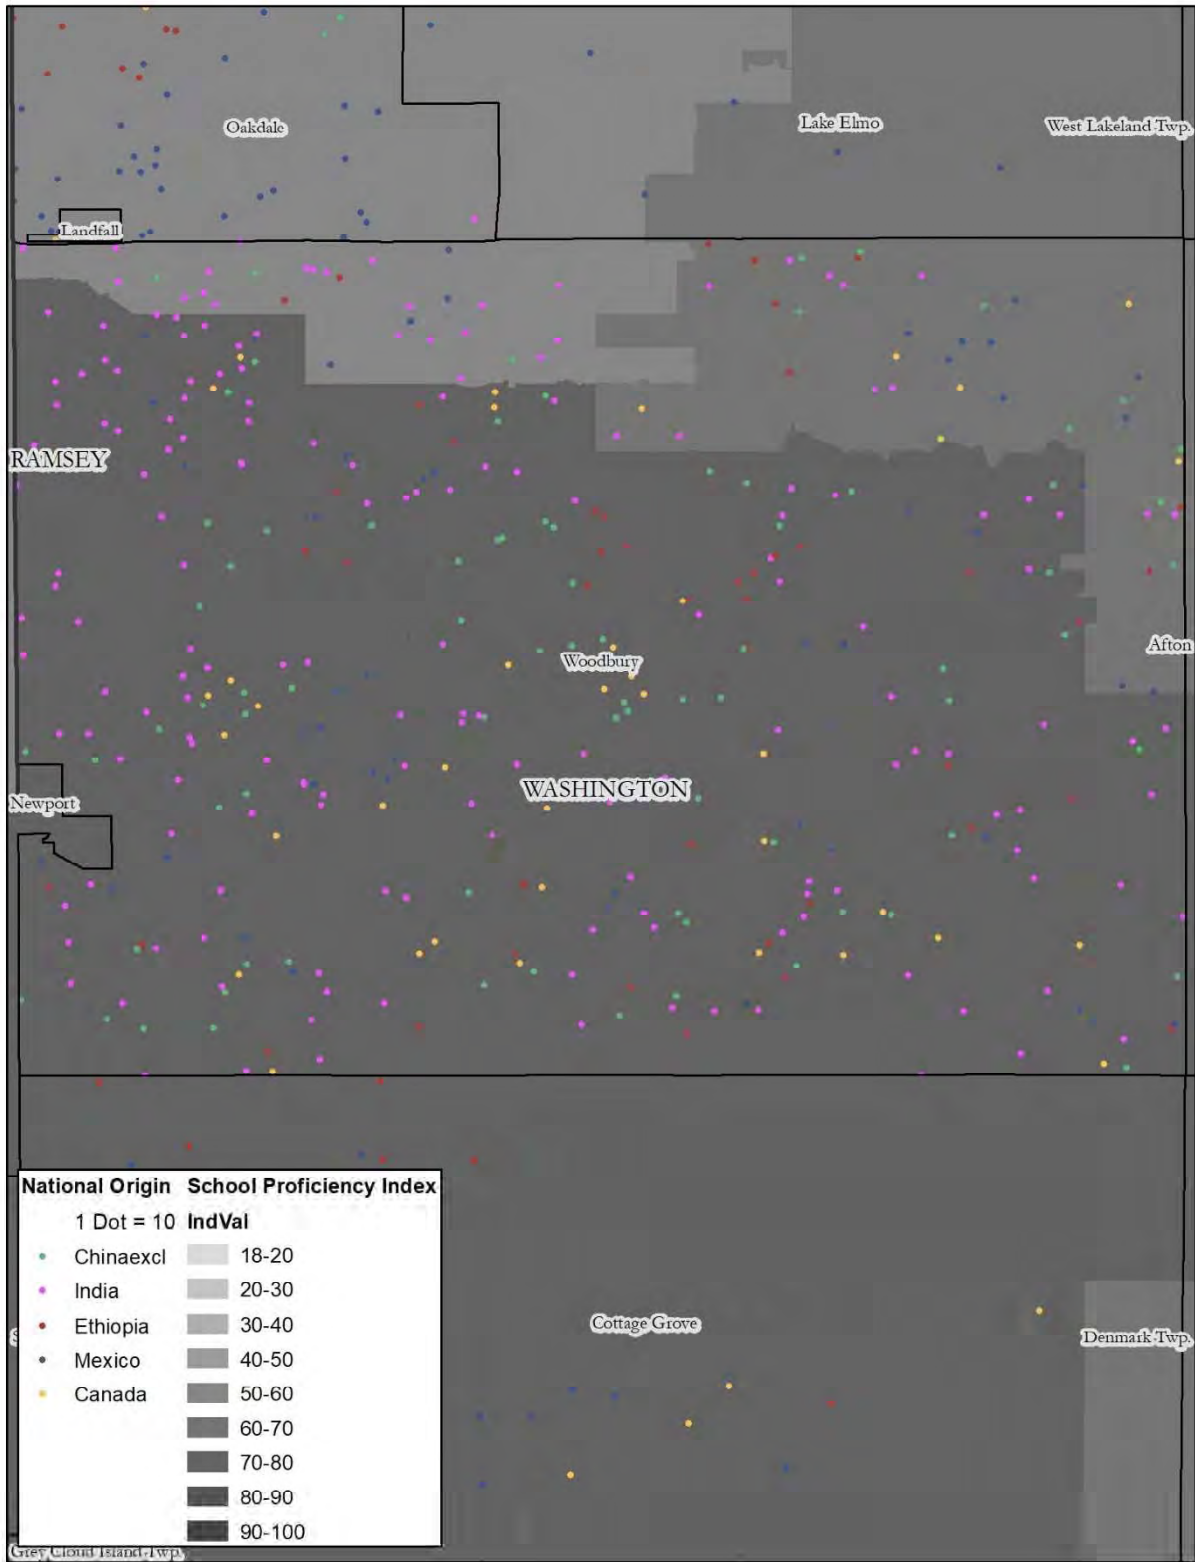 Oakdale
Lake Elmo
West Lakeland Twp.
Landfall
RAMSEY
Afton
Woodbury
WASHINGTON
Newport
National Origin School Proficiency Index
1 Dot = 10 IndVal
Chinaexcl 18-20
India 20-30
Ethiopia 30-40
Mexico 40-50
Canada 50-60
60-70
70-80
80-90
90-100
Cottage Grove
Denmark Twp.
Grey Cloud Island Twp.